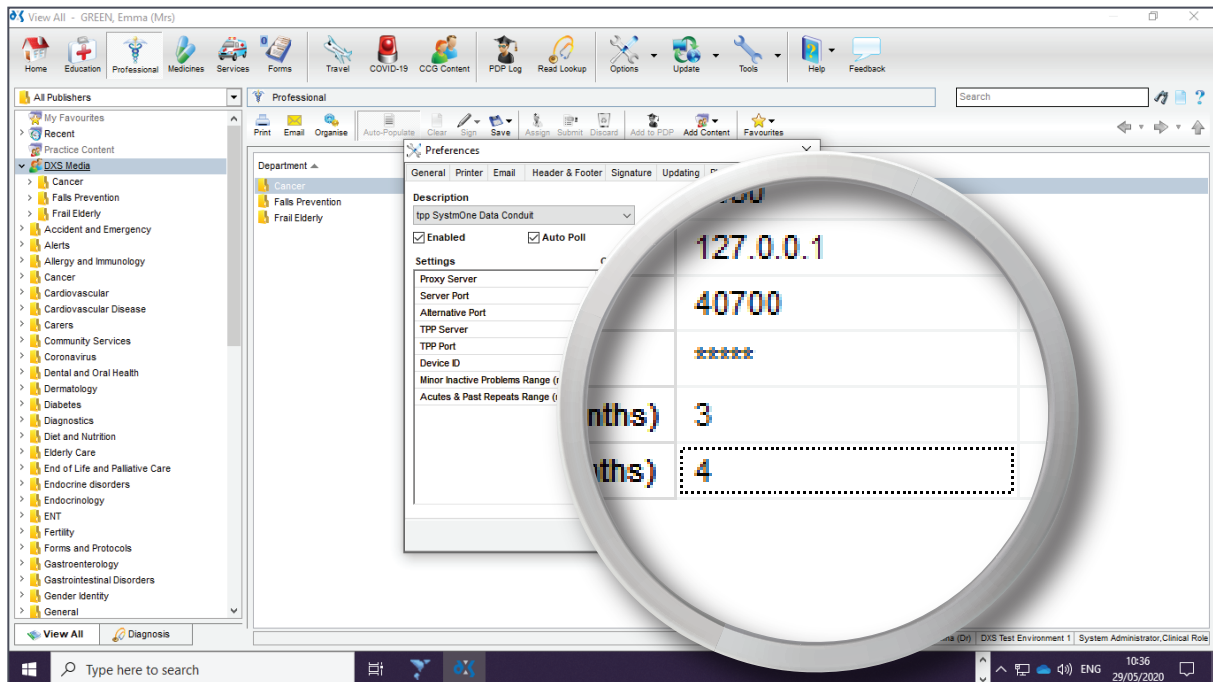 View All - GREEN, Emma (Mrs)
Home Education Professional Medicines Services Forms Travel COVID-19 CCG Content PDP Log Read Lookup Options Update Tools Help Feedback
All Publishers
Professional
Search
My Favourites
Recent
Practice Content
DXS Media
Cancer
Falls Prevention
Frail Elderly
Accident and Emergency
Alerts
Allergy and Immunology
Cancer
Cardiovascular
Cardiovascular Disease
Carers
Community Services
Coronavirus
Dental and Oral Health
Dermatology
Diabetes
Diagnostics
Diet and Nutrition
Elderly Care
End of Life and Palliative Care
Endocrine disorders
Endocrinology
ENT
Fertility
Forms and Protocols
Gastroenterology
Gastrointestinal Disorders
Gender Identity
General
View All Diagnosis
Print Email Organise Auto-Populate Clear Sign Save Assign Submit Discard Add to PDP Add Content Favourites
Department
Cancer
Falls Prevention
Frail Elderly
Preferences
General Printer Email Header & Footer Signature Updating
Description
tpp SystmOne Data Conduit
Enabled Auto Poll
Settings
Proxy Server
Server Port
Alternative Port
TPP Server
TPP Port
Device ID
Minor Inactive Problems Range
Acutes & Past Repeats Range
127.0.0.1
40700
*****
nths) 3
ths) 4
(Dr) DXS Test Environment 1 System Administrator,Clinical Role
Type here to search
ENG
10:36
29/05/2020